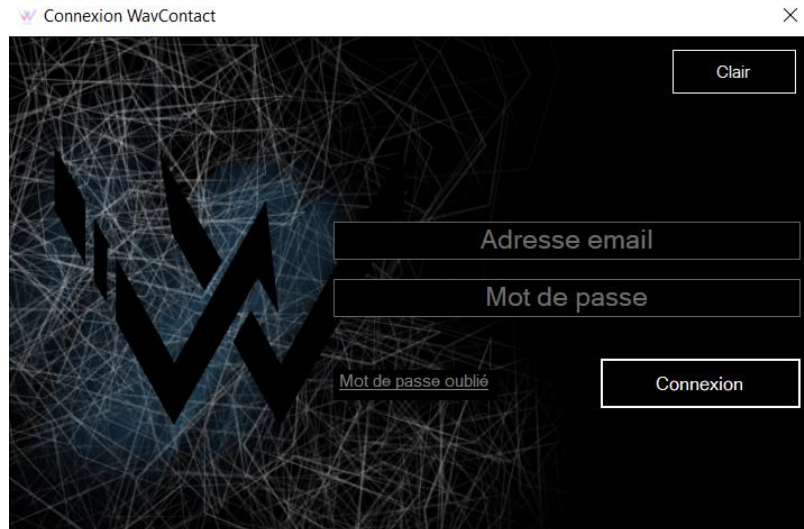 Connexion WavContact
Clair
Adresse email
Mot de passe
Mot de passe oublié
Connexion